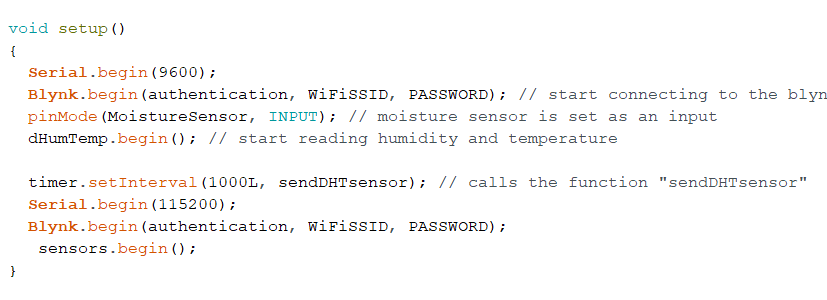 void setup()
{
Serial.begin(9600);
Blynk.begin(authentication, WiFiSSID, PASSWORD); // start connecting to the blyn
pinMode(MoistureSensor, INPUT); // moisture sensor is set as an input
dHumTemp.begin(); // start reading humidity and temperature
timer.setInterval(1000L, sendDHTsensor); // calls the function "sendDHTsensor"
Serial.begin(115200);
Blynk.begin(authentication, WiFiSSID, PASSWORD);
sensors.begin();
}